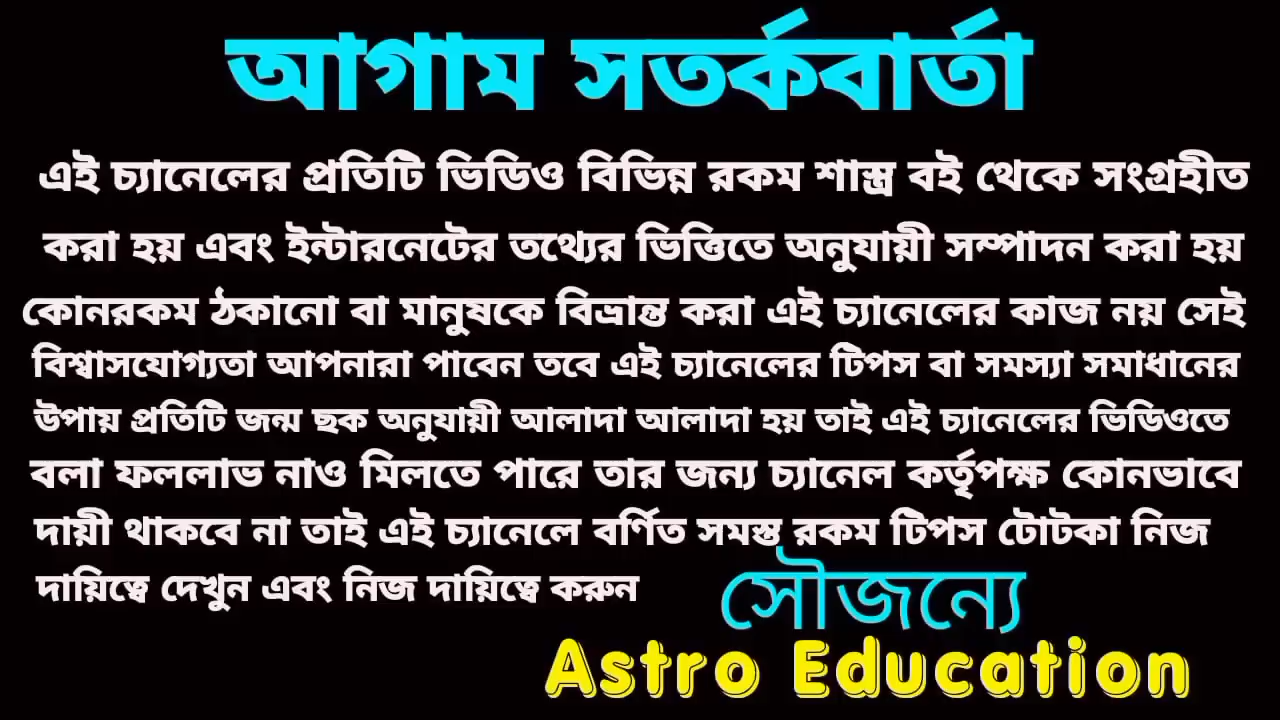 আগাম সতর্কবার্তা
এই চ্যানেলের প্রতিটি ভিডিও বিভিন্ন রকম শাস্ত্র বই থেকে সংগ্রহীত
করা হয় এবং ইন্টারনেটের তথ্যের ভিত্তিতে অনুযায়ী সম্পাদন করা হয়
কোনরকম ঠকানো বা মানুষকে বিভ্রান্ত করা এই চ্যানেলের কাজ নয় সেই
বিশ্বাসযোগ্যতা আপনারা পাবেন তবে এই চ্যানেলের টিপস বা সমস্যা সমাধানের
উপায় প্রতিটি জন্ম ছক অনুযায়ী আলাদা আলাদা হয় তাই এই চ্যানেলের ভিডিওতে
বলা ফললাভ নাও মিলতে পারে তার জন্য চ্যানেল কর্তৃপক্ষ কোনভাবে
দায়ী থাকবে না তাই এই চ্যানেলে বর্ণিত সমস্ত রকম টিপস টোটকা নিজ
দায়িত্বে দেখুন এবং নিজ দায়িত্বে করুন
সৌজন্যে
Astro Education